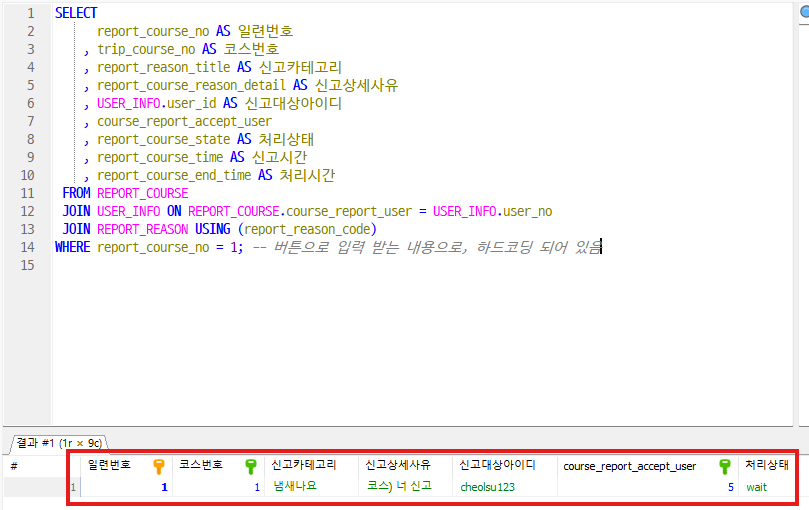 1 SELECT
2 report_course_no AS 일련번호
3 , trip_course_no AS 코스번호
4 , report_reason_title AS 신고카테고리
5 , report_course_reason_detail AS 신고상세사유
6 , USER_INFO.user_id AS 신고대상아이디
7 , course_report_accept_user
8 , report_course_state AS 처리상태
9 , report_course_time AS 신고시간
10 , report_course_end_time AS 처리시간
11 FROM REPORT_COURSE
12 JOIN USER_INFO ON REPORT_COURSE.course_report_user = USER_INFO.user_no
13 JOIN REPORT_REASON USING (report_reason_code)
14 WHERE report_course_no = 1; -- 버튼으로 입력 받는 내용으로, 하드코딩 되어 있음
15
결과 #1 (1r × 9c)
# 일련번호 코스번호 신고카테고리 신고상세사유 신고대상아이디 course_report_accept_user 처리상태
1 1 1 냄새나요 코스) 너 신고 cheolsu123 5 wait